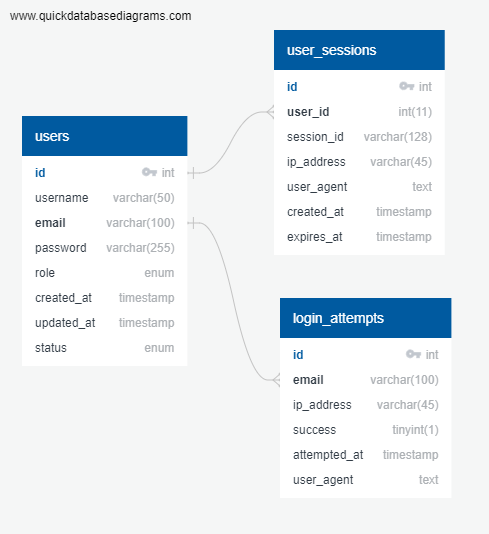 www.quickdatabasediagrams.com
users
id int
username varchar(50)
email varchar(100)
password varchar(255)
role enum
created_at timestamp
updated_at timestamp
status enum
user_sessions
id int
user_id int(11)
session_id varchar(128)
ip_address varchar(45)
user_agent text
created_at timestamp
expires_at timestamp
login_attempts
id int
email varchar(100)
ip_address varchar(45)
success tinyint(1)
attempted_at timestamp
user_agent text